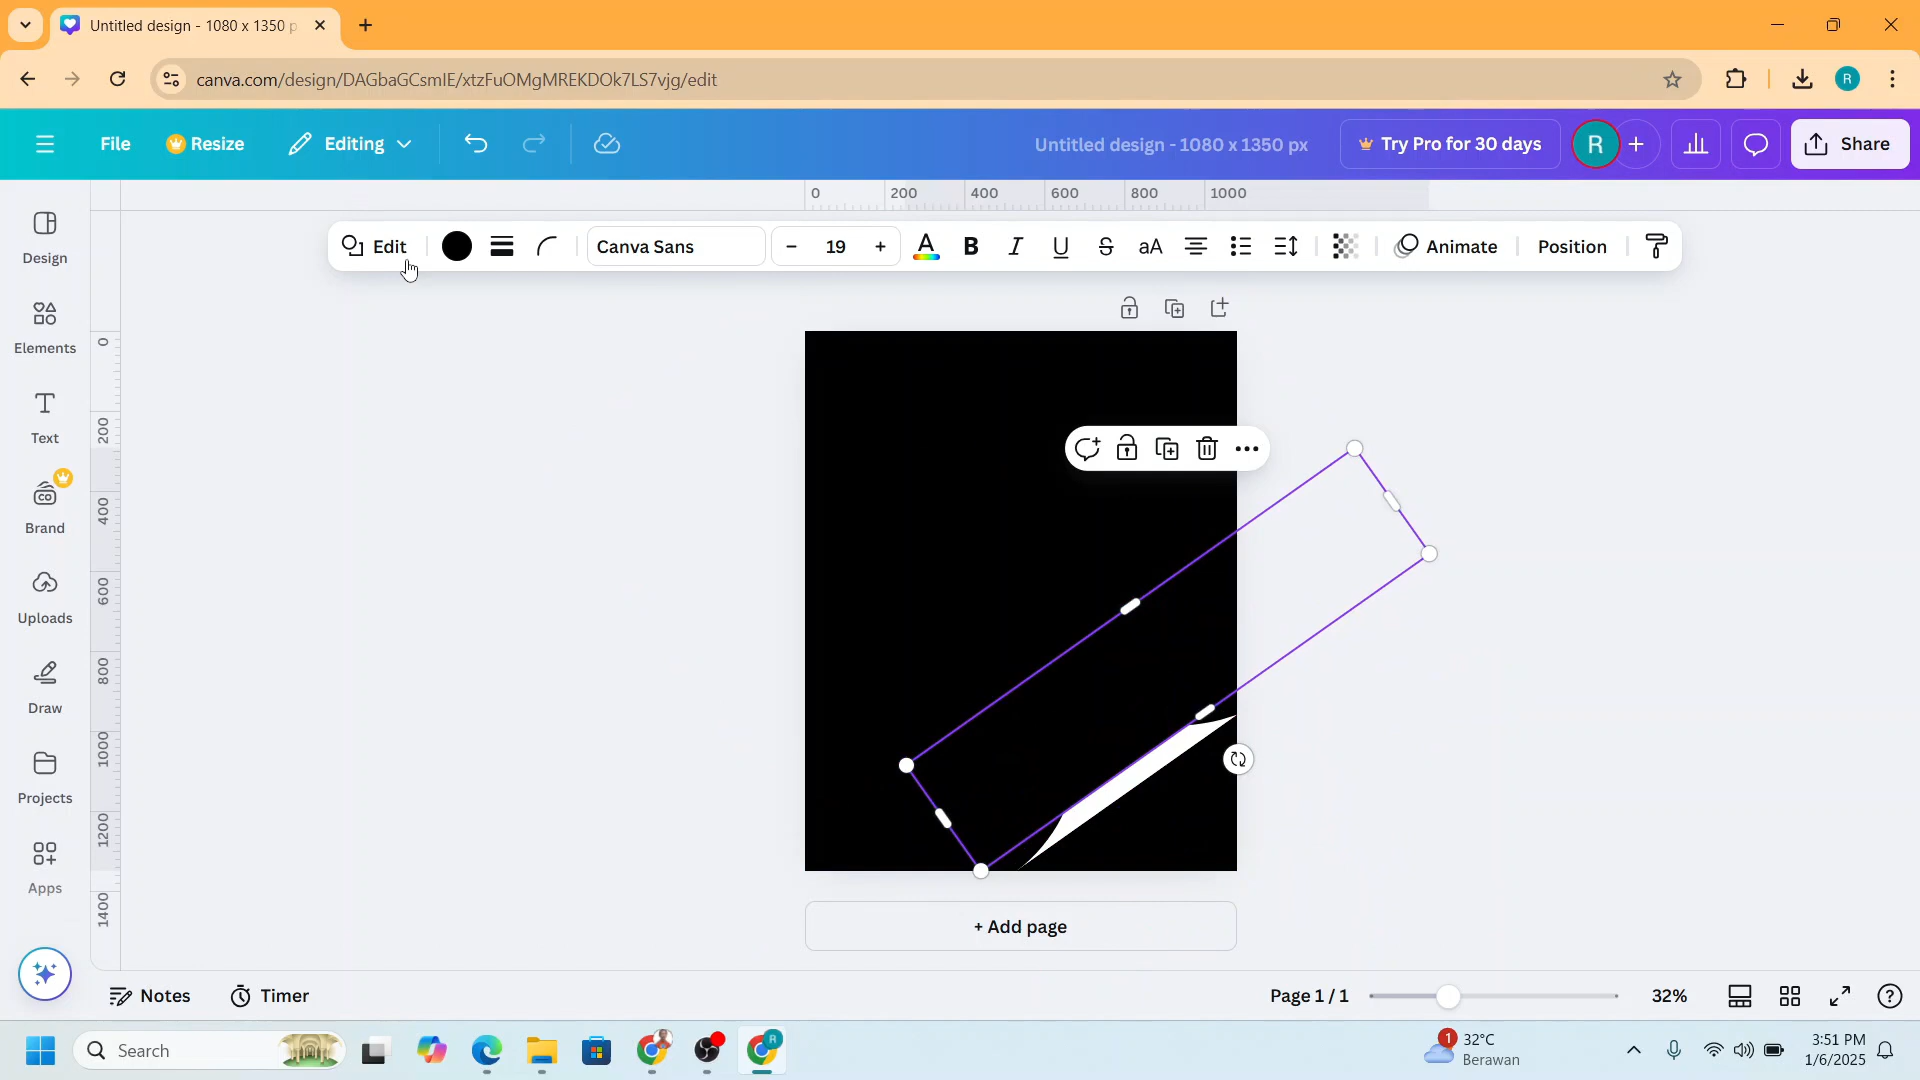 Untitled design - 1080 x 1350 p
canva.com/design/DAGbaGCsmIE/xtzFuOMgMREKDOk7LS7vjg/edit
R
File
Resize
Editing
Untitled design - 1080 x 1350 px
Try Pro for 30 days
R
Share
0 200 400 600 800 1000
Edit
Canva Sans
19
A
B
I
U
S
aA
Animate
Position
Design
Elements
Text
CO
Brand
Uploads
Draw
Projects
Apps
0
200
400
600
800
1000
1200
1400
+ Add page
Notes
Timer
Page 1 / 1
32%
Search
R
1
32°C
Berawan
3:51 PM
1/6/2025